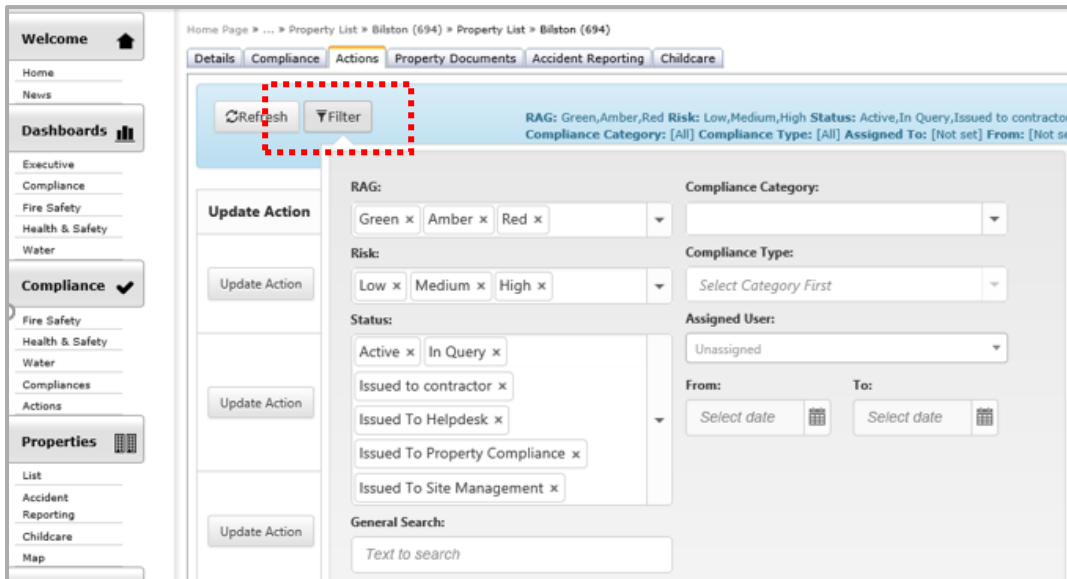 Welcome
Home
News
Dashboards
Executive
Compliance
Fire Safety
Health & Safety
Water
Compliance
Fire Safety
Health & Safety
Water
Compliances
Actions
Properties
List
Accident
Reporting
Childcare
Map
Home Page » ... » Property List » Bilston (694) » Property List » Bilston (694)
Details Compliance Actions Property Documents Accident Reporting Childcare
Refresh Filter
RAG: Green,Amber,Red Risk: Low,Medium,High Status: Active,In Query,Issued to contractor
Compliance Category: [All] Compliance Type: [All] Assigned To: [Not set] From: [Not se
Update Action
Update Action
Update Action
Update Action
RAG:
Green × Amber × Red ×
Risk:
Low × Medium × High ×
Status:
Active × In Query ×
Issued to contractor ×
Issued To Helpdesk ×
Issued To Property Compliance ×
Issued To Site Management ×
General Search:
Text to search
Compliance Category:
Compliance Type:
Select Category First
Assigned User:
Unassigned
From: To:
Select date Select date